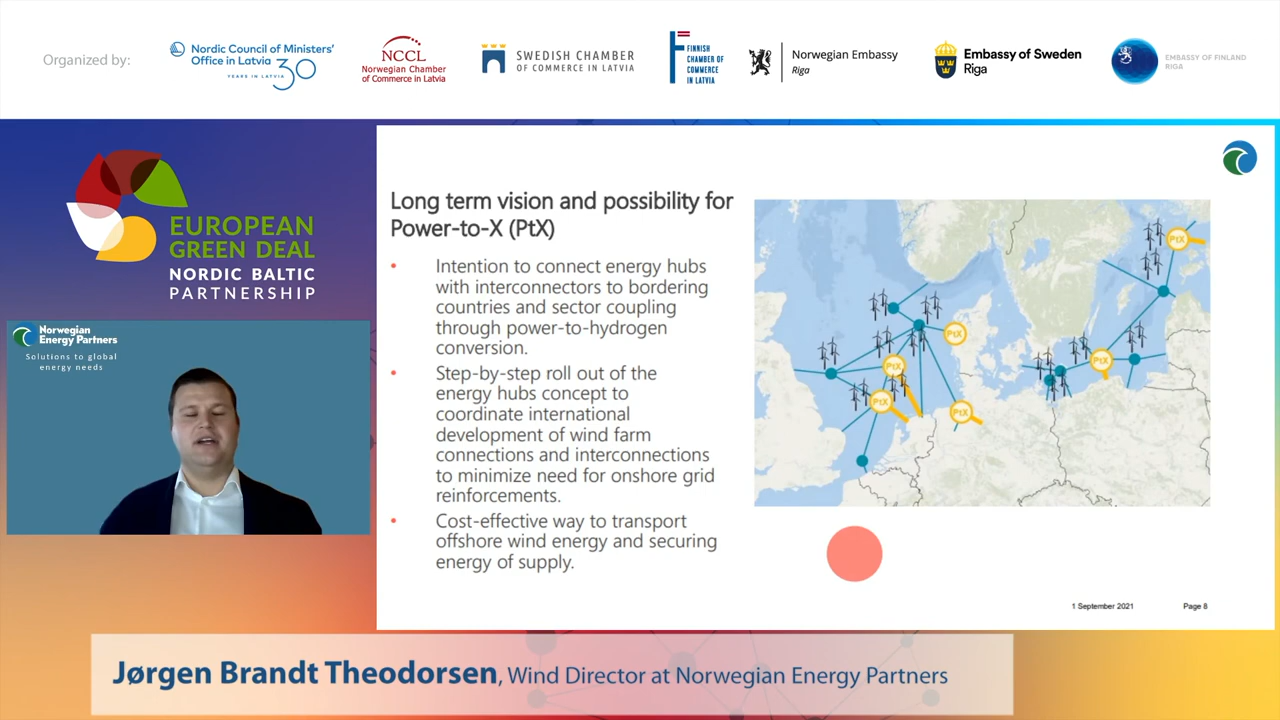 Organized by:
Nordic Council of Ministers'
Office in Latvia
YEARS IN LATVIA 30
NCCL
Norwegian Chamber
of Commerce in Latvia
SWEDISH CHAMBER
OF COMMERCE IN LATVIA
FINNISH
CHAMBER OF
COMMERCE
IN LATVIA
Norwegian Embassy
Riga
Embassy of Sweden
Riga
EMBASSY OF FINLAND
RIGA
EUROPEAN
GREEN DEAL
NORDIC BALTIC
PARTNERSHIP
Norwegian
Energy Partners
Solutions to global
energy needs
Long term vision and possibility for
Power-to-X (PtX)
• Intention to connect energy hubs
with interconnectors to bordering
countries and sector coupling
through power-to-hydrogen
conversion.
• Step-by-step roll out of the
energy hubs concept to
coordinate international
development of wind farm
connections and interconnections
to minimize need for onshore grid
reinforcements.
• Cost-effective way to transport
offshore wind energy and securing
energy of supply.
PtX
PtX
PtX
PtX
PtX
PtX
1 September 2021 Page 8
Jørgen Brandt Theodorsen, Wind Director at Norwegian Energy Partners